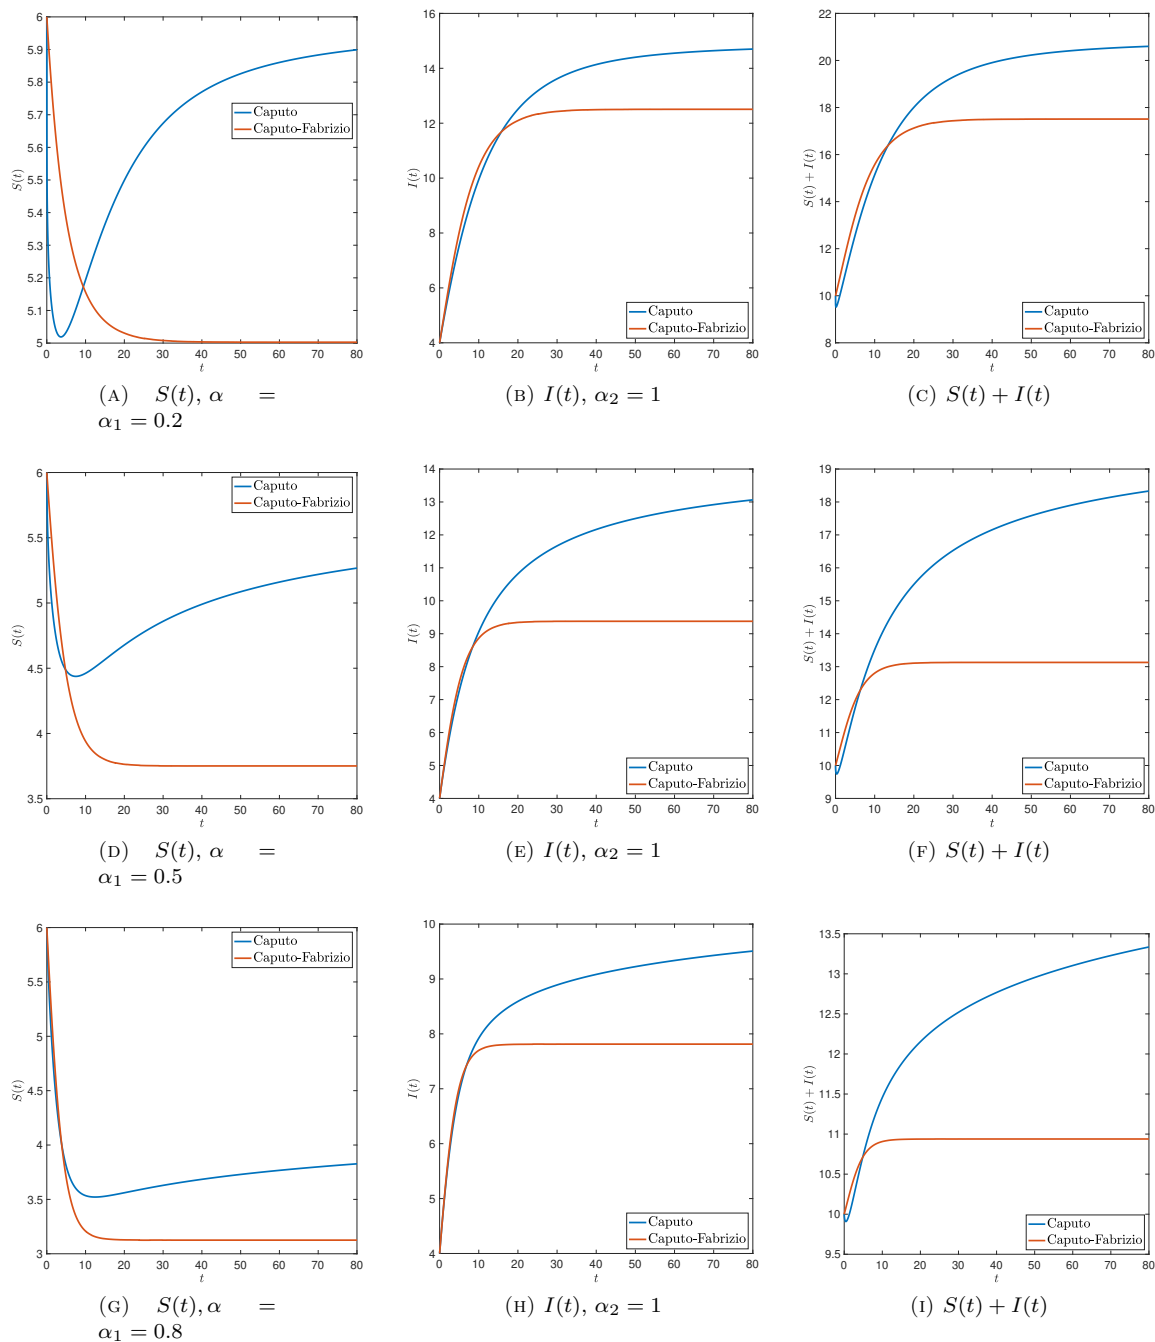 6
5.9
5.8
5.7
5.6
5.5
5.4
5.3
5.2
5.1
5
S(t)
Caputo
Caputo-Fabrizio
0 10 20 30 40 50 60 70 80
t
(A) S(t), α =
α₁ = 0.2
16
14
12
10
8
6
4
I(t)
Caputo
Caputo-Fabrizio
0 10 20 30 40 50 60 70 80
t
(B) I(t), α₂ = 1
22
20
18
16
14
12
10
8
S(t) + I(t)
Caputo
Caputo-Fabrizio
0 10 20 30 40 50 60 70 80
t
(C) S(t) + I(t)
6
5.5
5
4.5
4
3.5
S(t)
Caputo
Caputo-Fabrizio
0 10 20 30 40 50 60 70 80
t
(D) S(t), α =
α₁ = 0.5
14
13
12
11
10
9
8
7
6
5
4
I(t)
Caputo
Caputo-Fabrizio
0 10 20 30 40 50 60 70 80
t
(E) I(t), α₂ = 1
19
18
17
16
15
14
13
12
11
10
9
S(t) + I(t)
Caputo
Caputo-Fabrizio
0 10 20 30 40 50 60 70 80
t
(F) S(t) + I(t)
6
5.5
5
4.5
4
3.5
3
S(t)
Caputo
Caputo-Fabrizio
0 10 20 30 40 50 60 70 80
t
(G) S(t), α =
α₁ = 0.8
10
9
8
7
6
5
4
I(t)
Caputo
Caputo-Fabrizio
0 10 20 30 40 50 60 70 80
t
(H) I(t), α₂ = 1
13.5
13
12.5
12
11.5
11
10.5
10
9.5
S(t) + I(t)
Caputo
Caputo-Fabrizio
0 10 20 30 40 50 60 70 80
t
(I) S(t) + I(t)